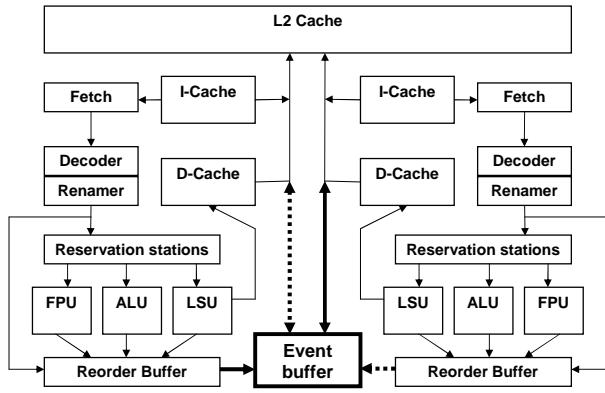 L2 Cache
I-Cache
I-Cache
Fetch
Fetch
Decoder
Renamer
D-Cache
D-Cache
Decoder
Renamer
Reservation stations
Reservation stations
FPU
ALU
LSU
LSU
ALU
FPU
Event
buffer
Reorder Buffer
Reorder Buffer